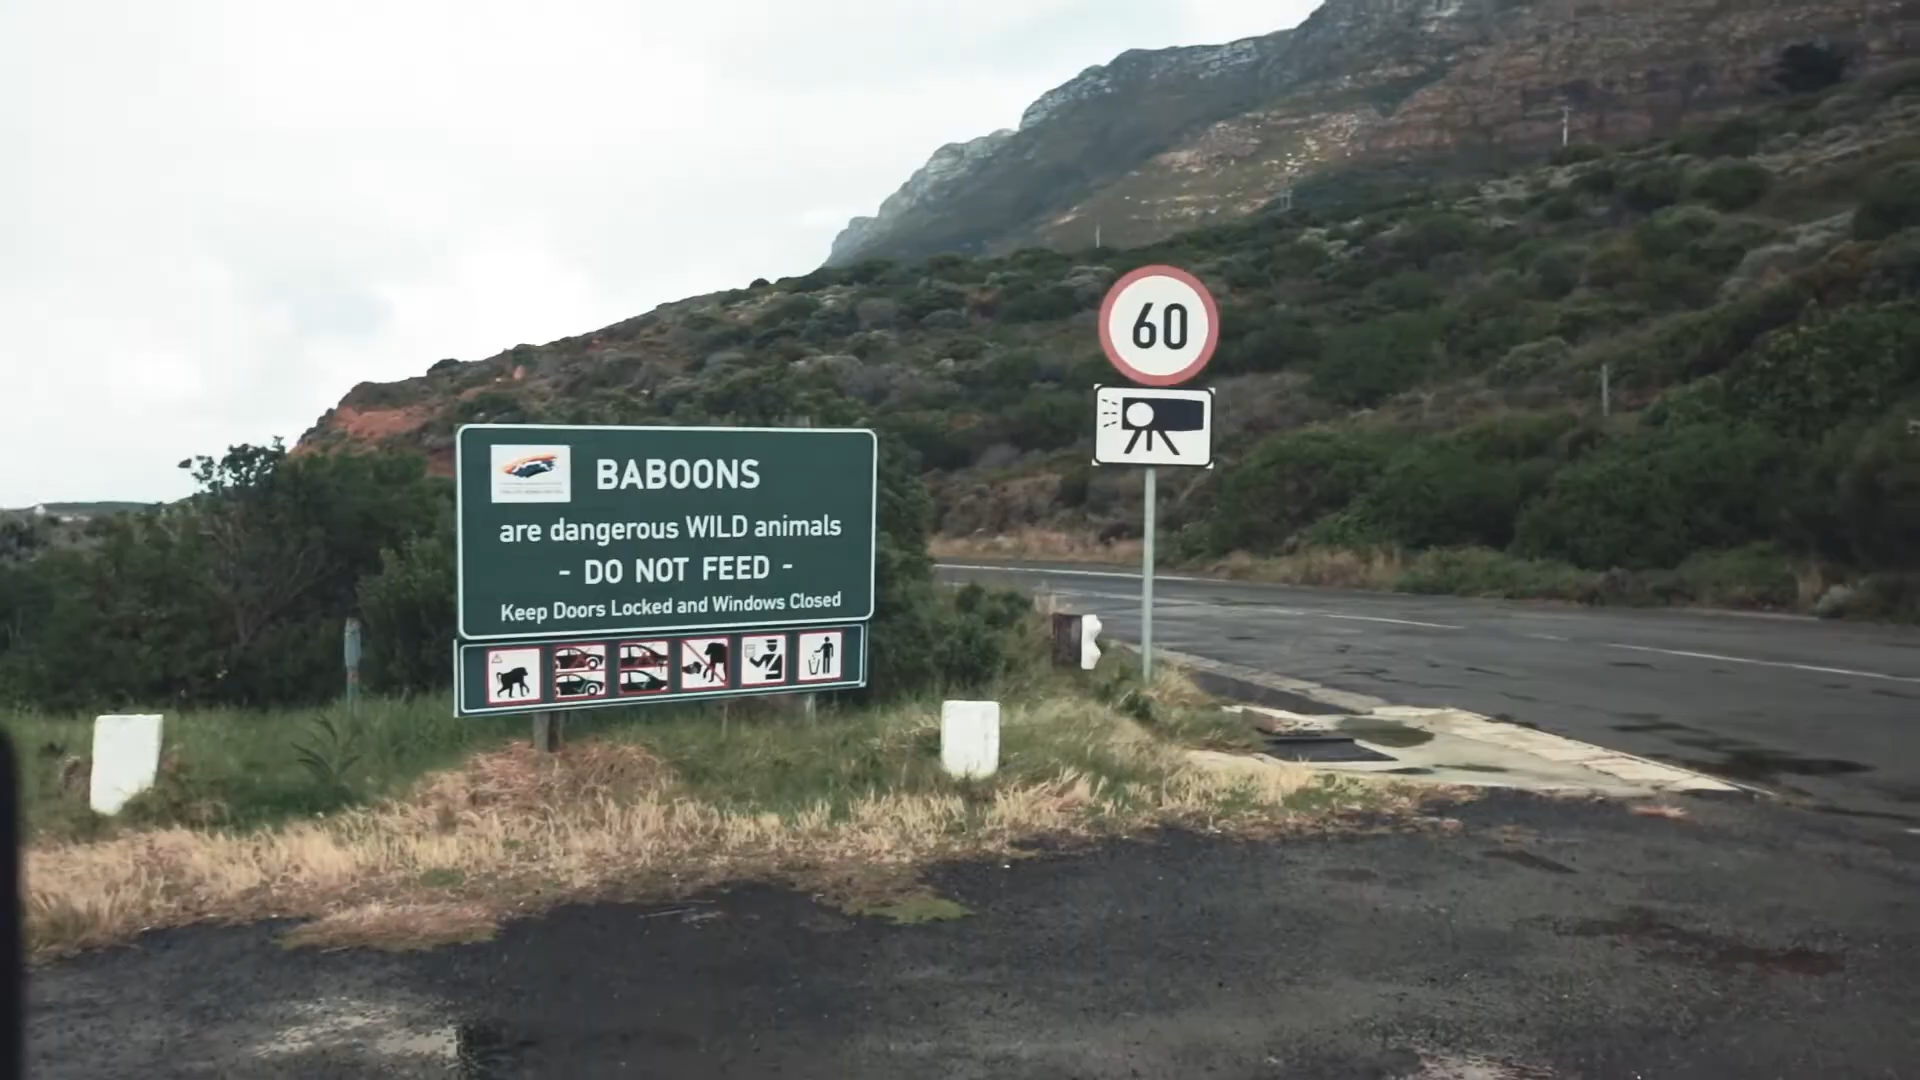 BABOONS
are dangerous WILD animals
- DO NOT FEED -
Keep Doors Locked and Windows Closed
60